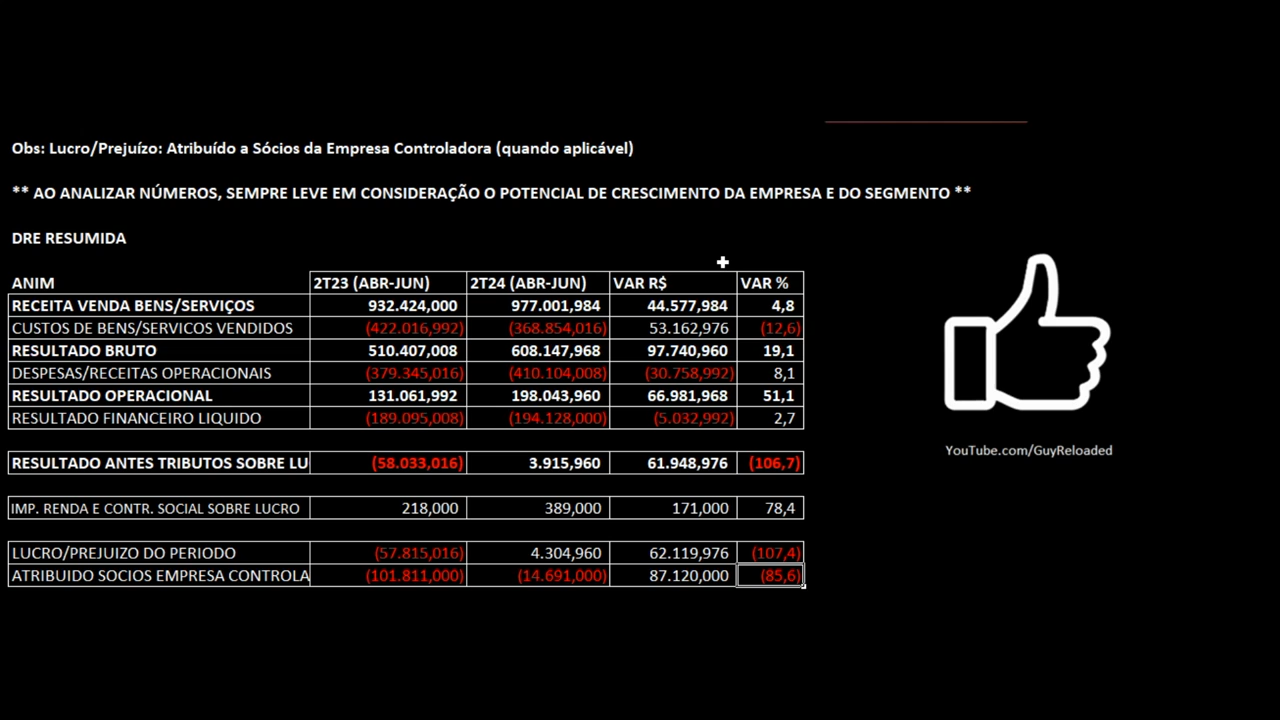 Obs: Lucro/Prejuízo: Atribuído a Sócios da Empresa Controladora (quando aplicável)
** AO ANALIZAR NÚMEROS, SEMPRE LEVE EM CONSIDERAÇÃO O POTENCIAL DE CRESCIMENTO DA EMPRESA E DO SEGMENTO **
DRE RESUMIDA
ANIM 2T23 (ABR-JUN) 2T24 (ABR-JUN) VAR R$ VAR %
RECEITA VENDA BENS/SERVIÇOS 932.424,000 977.001,984 44.577,984 4,8
CUSTOS DE BENS/SERVICOS VENDIDOS (422.016,992) (368.854,016) 53.162,976 (12,6)
RESULTADO BRUTO 510.407,008 608.147,968 97.740,960 19,1
DESPESAS/RECEITAS OPERACIONAIS (379.345,016) (410.104,008) (30.758,992) 8,1
RESULTADO OPERACIONAL 131.061,992 198.043,960 66.981,968 51,1
RESULTADO FINANCEIRO LIQUIDO (189.095,008) (194.128,000) (5.032,992) 2,7
RESULTADO ANTES TRIBUTOS SOBRE LU (58.033,016) 3.915,960 61.948,976 (106,7)
IMP. RENDA E CONTR. SOCIAL SOBRE LUCRO 218,000 389,000 171,000 78,4
LUCRO/PREJUIZO DO PERIODO (57.815,016) 4.304,960 62.119,976 (107,4)
ATRIBUIDO SOCIOS EMPRESA CONTROLA (101.811,000) (14.691,000) 87.120,000 (85,6)
YouTube.com/GuyReloaded